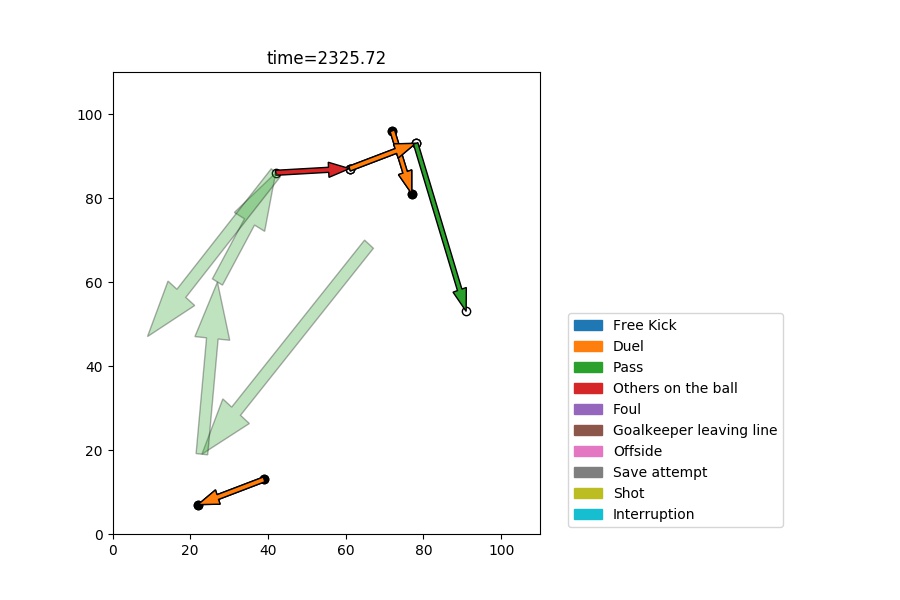 time=2325.72
100
80
60
40
20
0
0 20 40 60 80 100
Free Kick
Duel
Pass
Others on the ball
Foul
Goalkeeper leaving line
Offside
Save attempt
Shot
Interruption